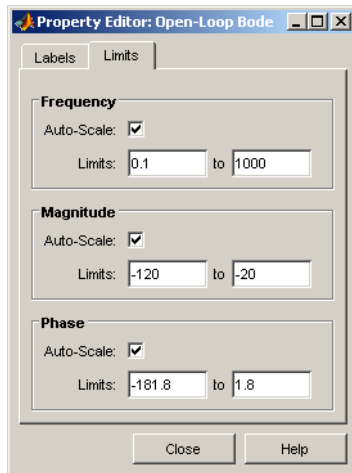 Property Editor: Open-Loop Bode
Labels Limits
Frequency
Auto-Scale:
Limits: 0.1 to 1000
Magnitude
Auto-Scale:
Limits: -120 to -20
Phase
Auto-Scale:
Limits: -181.8 to 1.8
Close Help